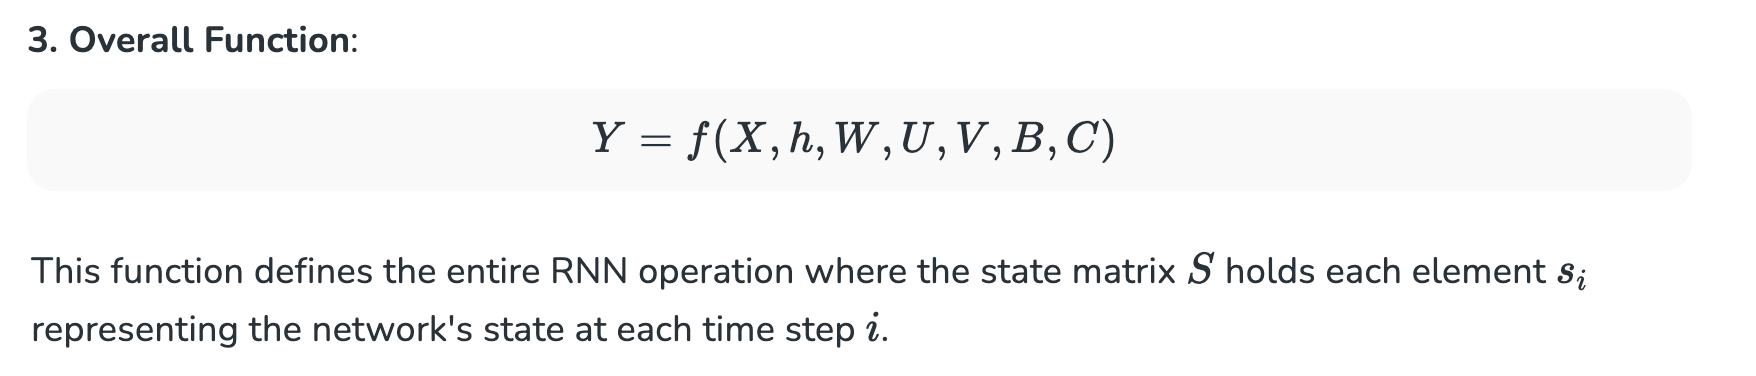 3. Overall Function:
Y = f(X, h, W, U, V, B, C)
This function defines the entire RNN operation where the state matrix S holds each element s_i
representing the network's state at each time step i.